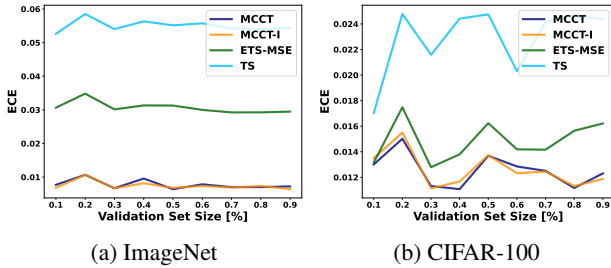 0.06
0.05
0.04
0.03
0.02
0.01
ECE
0.1 0.2 0.3 0.4 0.5 0.6 0.7 0.8 0.9
Validation Set Size [%]
MCCT
MCCT-I
ETS-MSE
TS
(a) ImageNet
0.024
0.022
0.020
0.018
0.016
0.014
0.012
ECE
0.1 0.2 0.3 0.4 0.5 0.6 0.7 0.8 0.9
Validation Set Size [%]
MCCT
MCCT-I
ETS-MSE
TS
(b) CIFAR-100